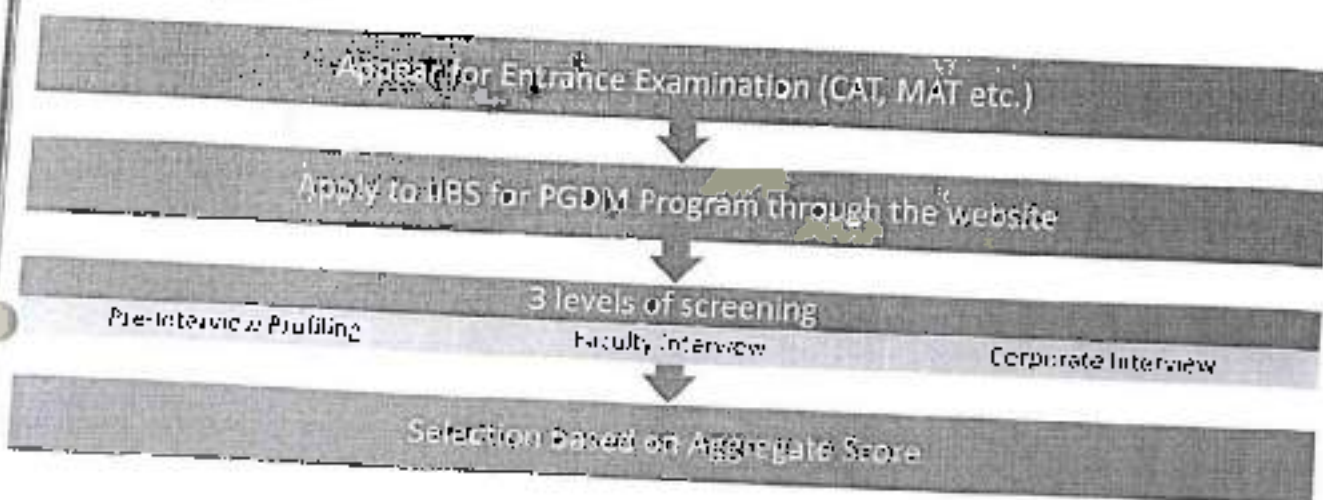 Appear for Entrance Examination (CAT, MAT etc.)
Apply to for PGDM Program through the website
3 levels of screening
Pre-Interview Profiling Faculty Interview Corporate Interview
Selection Based on Aggregate Score